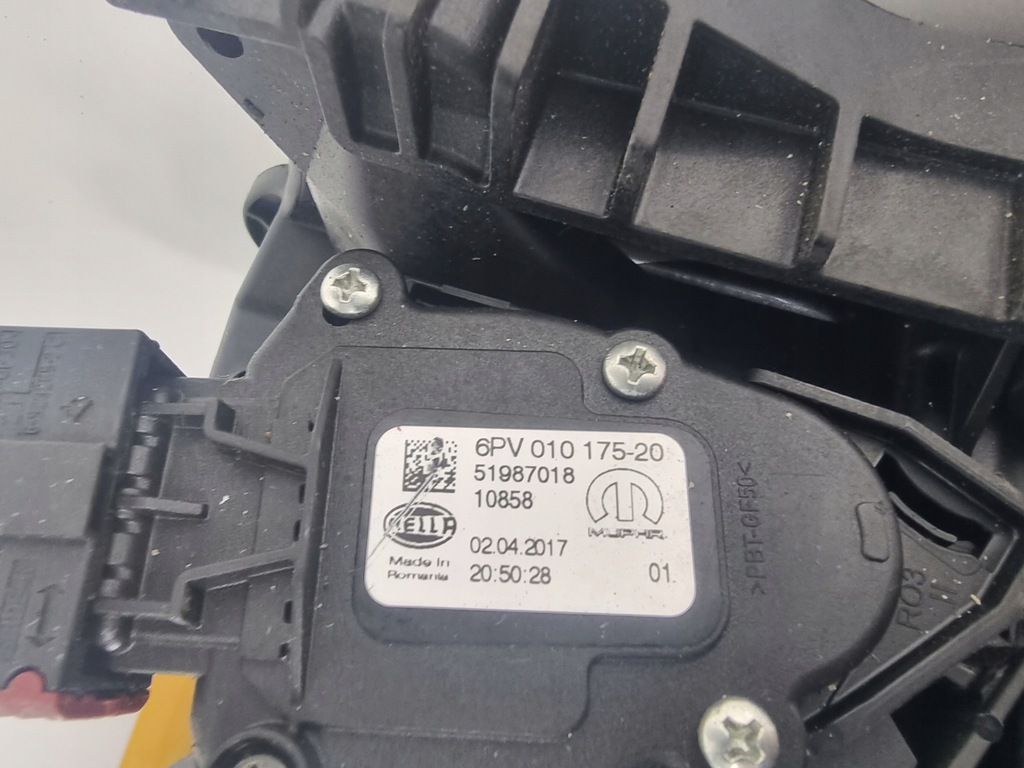 6PV 010 175-20
51987018
10858
HELLA
02.04.2017
Made In
Romania
20:50:28
01
>PBT-GF50<
RO3